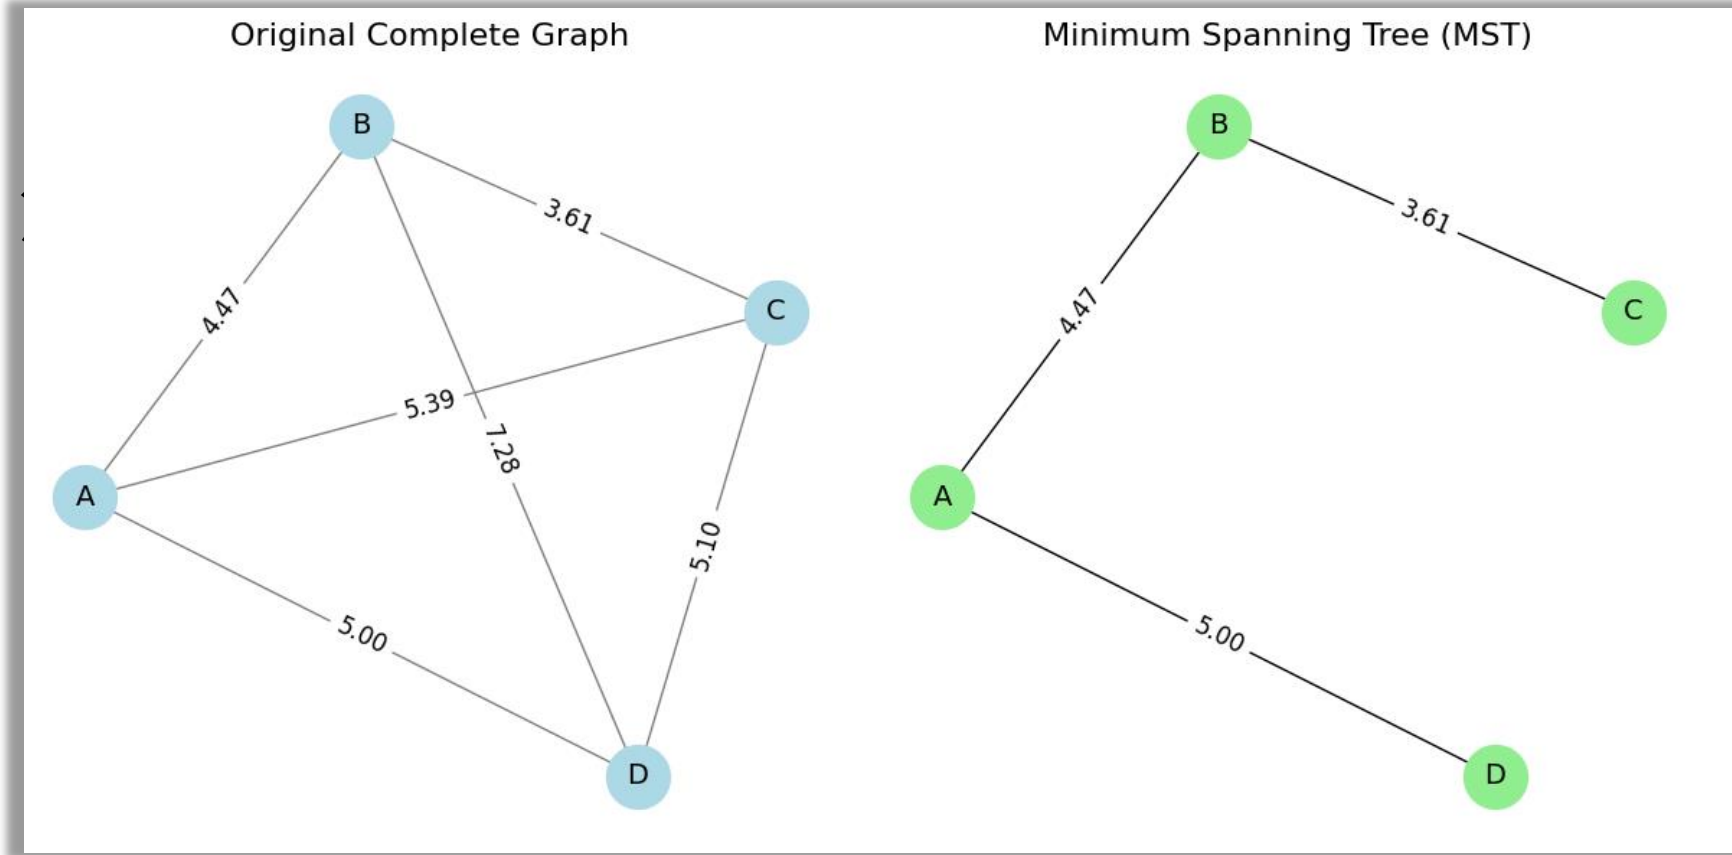 Original Complete Graph
B
3.61
4.47
C
5.39
7.28
A
5.10
5.00
D
Minimum Spanning Tree (MST)
B
3.61
4.47
C
A
5.00
D